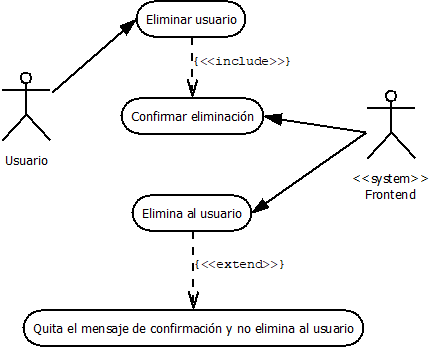 Eliminar usuario
{<<include>>}
Confirmar eliminación
Usuario
<<system>>
Frontend
Elimina al usuario
{<<extend>>}
Quita el mensaje de confirmación y no elimina al usuario